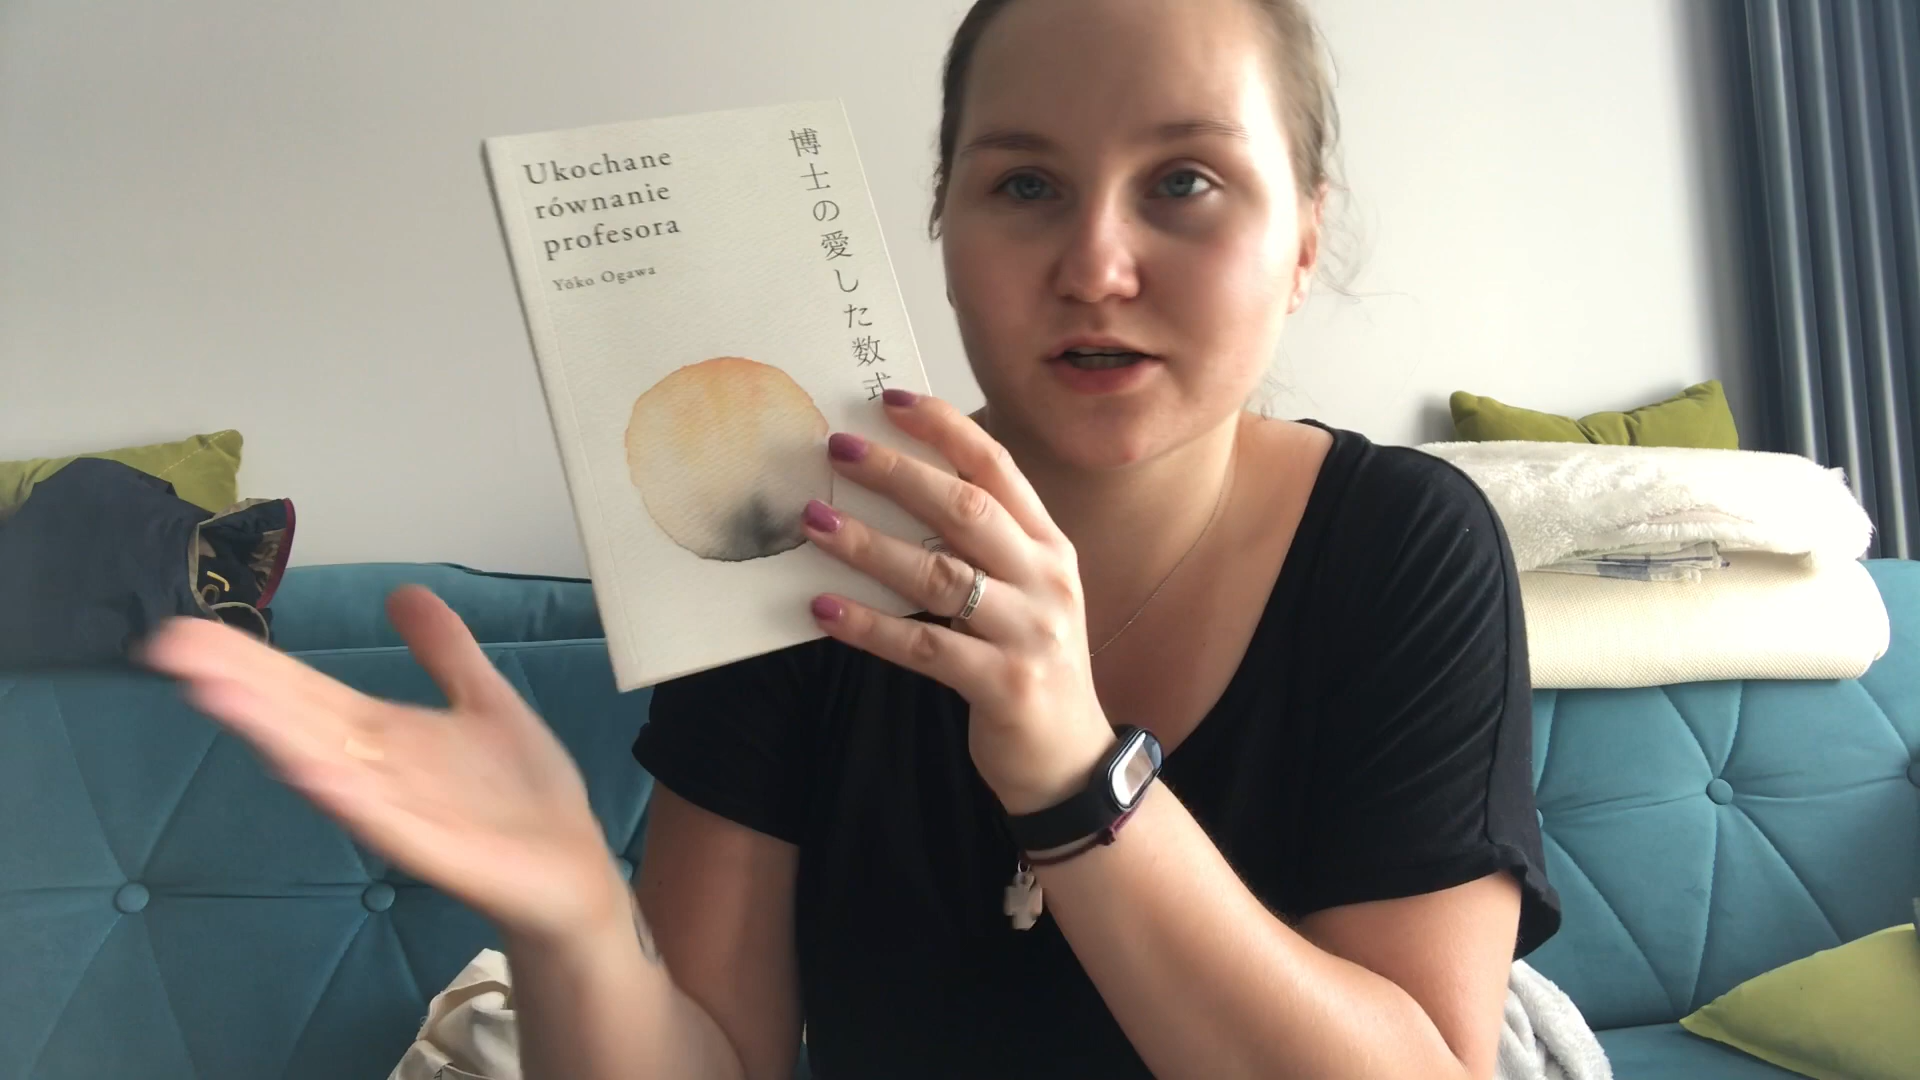 Ukochane
równanie
profesora
Yōko Ogawa
博士の愛した数式